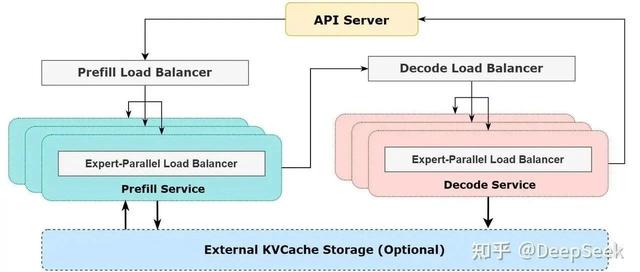 API Server
Prefill Load Balancer
Decode Load Balancer
Expert-Parallel Load Balancer
Prefill Service
Expert-Parallel Load Balancer
Decode Service
External KVCache Storage (Optional)
知乎 @DeepSeek